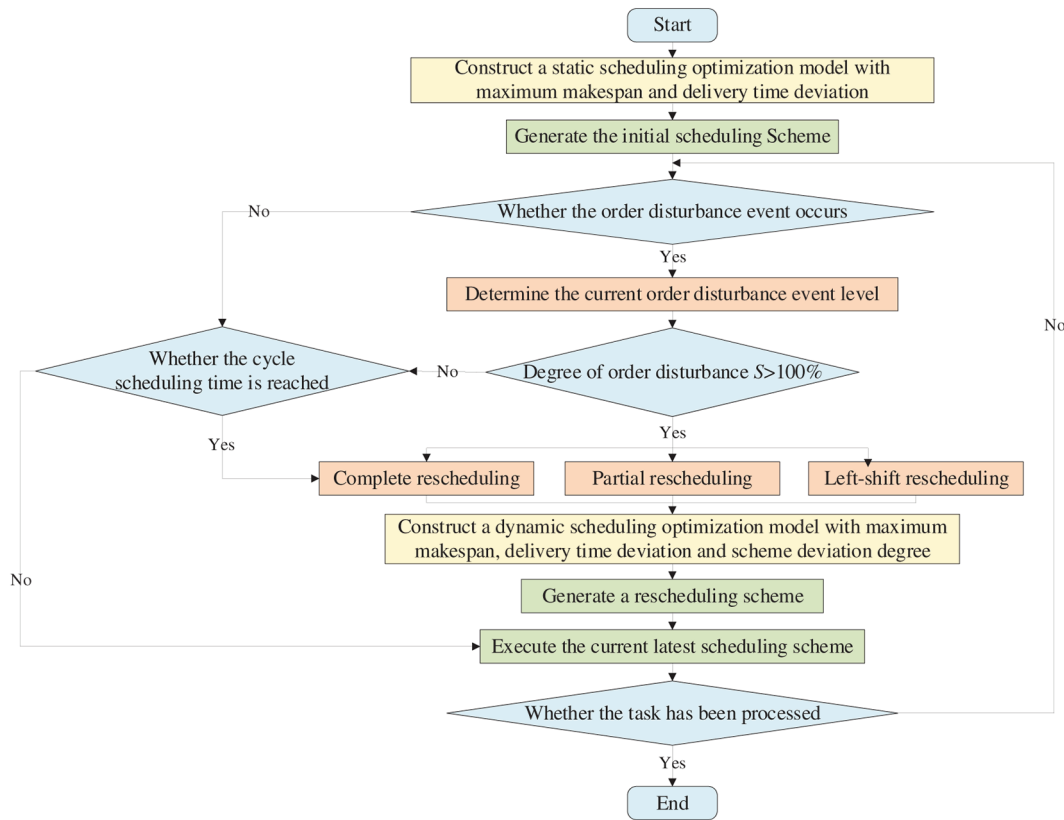 Start
Construct a static scheduling optimization model with
maximum makespan and delivery time deviation
Generate the initial scheduling Scheme
Whether the order disturbance event occurs
No
Yes
Determine the current order disturbance event level
No
Whether the cycle
scheduling time is reached
No
Degree of order disturbance S>100%
Yes
Yes
Complete rescheduling
Partial rescheduling
Left-shift rescheduling
Construct a dynamic scheduling optimization model with maximum
makespan, delivery time deviation and scheme deviation degree
No
Generate a rescheduling scheme
Execute the current latest scheduling scheme
Whether the task has been processed
Yes
End